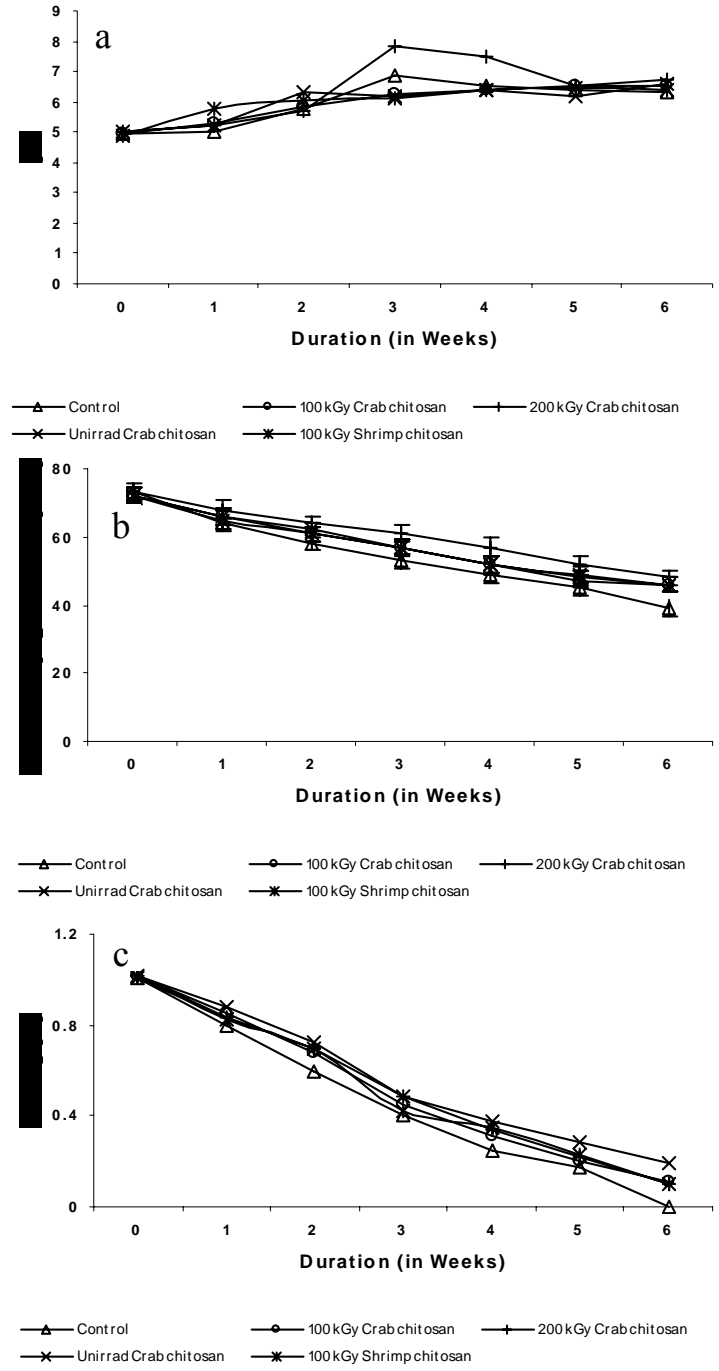 a
9
8
7
6
5
4
3
2
1
0
0 1 2 3 4 5 6
Duration (in Weeks)
Control 100 kGy Crab chitosan 200 kGy Crab chitosan
Unirrad Crab chitosan 100 kGy Shrimp chitosan
b
80
60
40
20
0
0 1 2 3 4 5 6
Duration (in Weeks)
Control 100 kGy Crab chitosan 200 kGy Crab chitosan
Unirrad Crab chitosan 100 kGy Shrimp chitosan
c
1.2
0.8
0.4
0
0 1 2 3 4 5 6
Duration (in Weeks)
Control 100 kGy Crab chitosan 200 kGy Crab chitosan
Unirrad Crab chitosan 100 kGy Shrimp chitosan